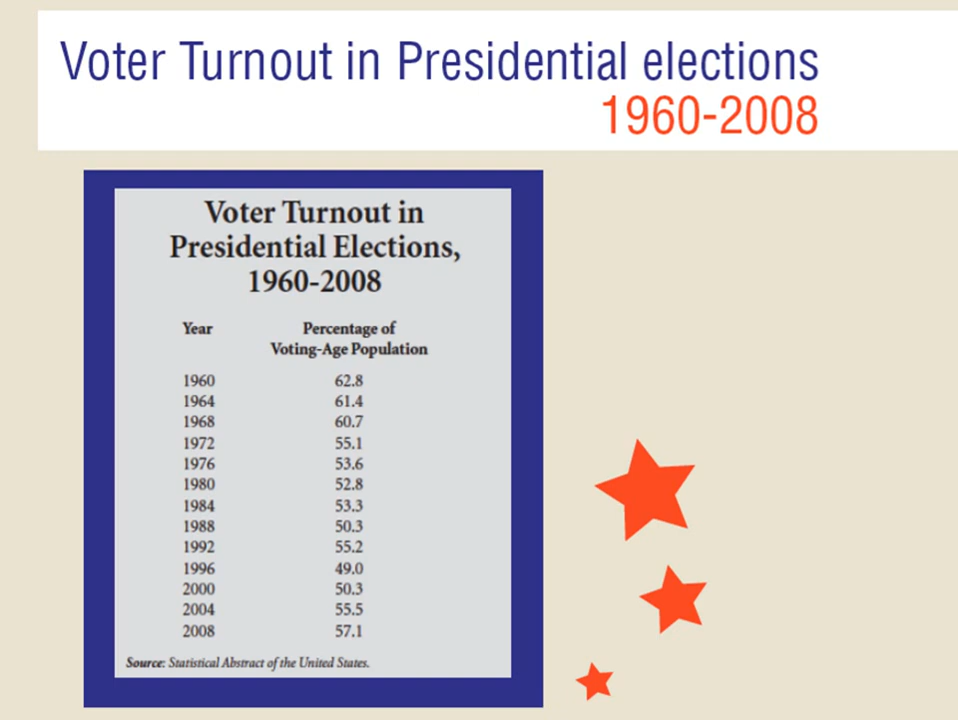 Voter Turnout in Presidential elections
1960-2008
Voter Turnout in
Presidential Elections,
1960-2008
Year Percentage of
Voting-Age Population
1960 62.8
1964 61.4
1968 60.7
1972 55.1
1976 53.6
1980 52.8
1984 53.3
1988 50.3
1992 55.2
1996 49.0
2000 50.3
2004 55.5
2008 57.1
Source: Statistical Abstract of the United States.